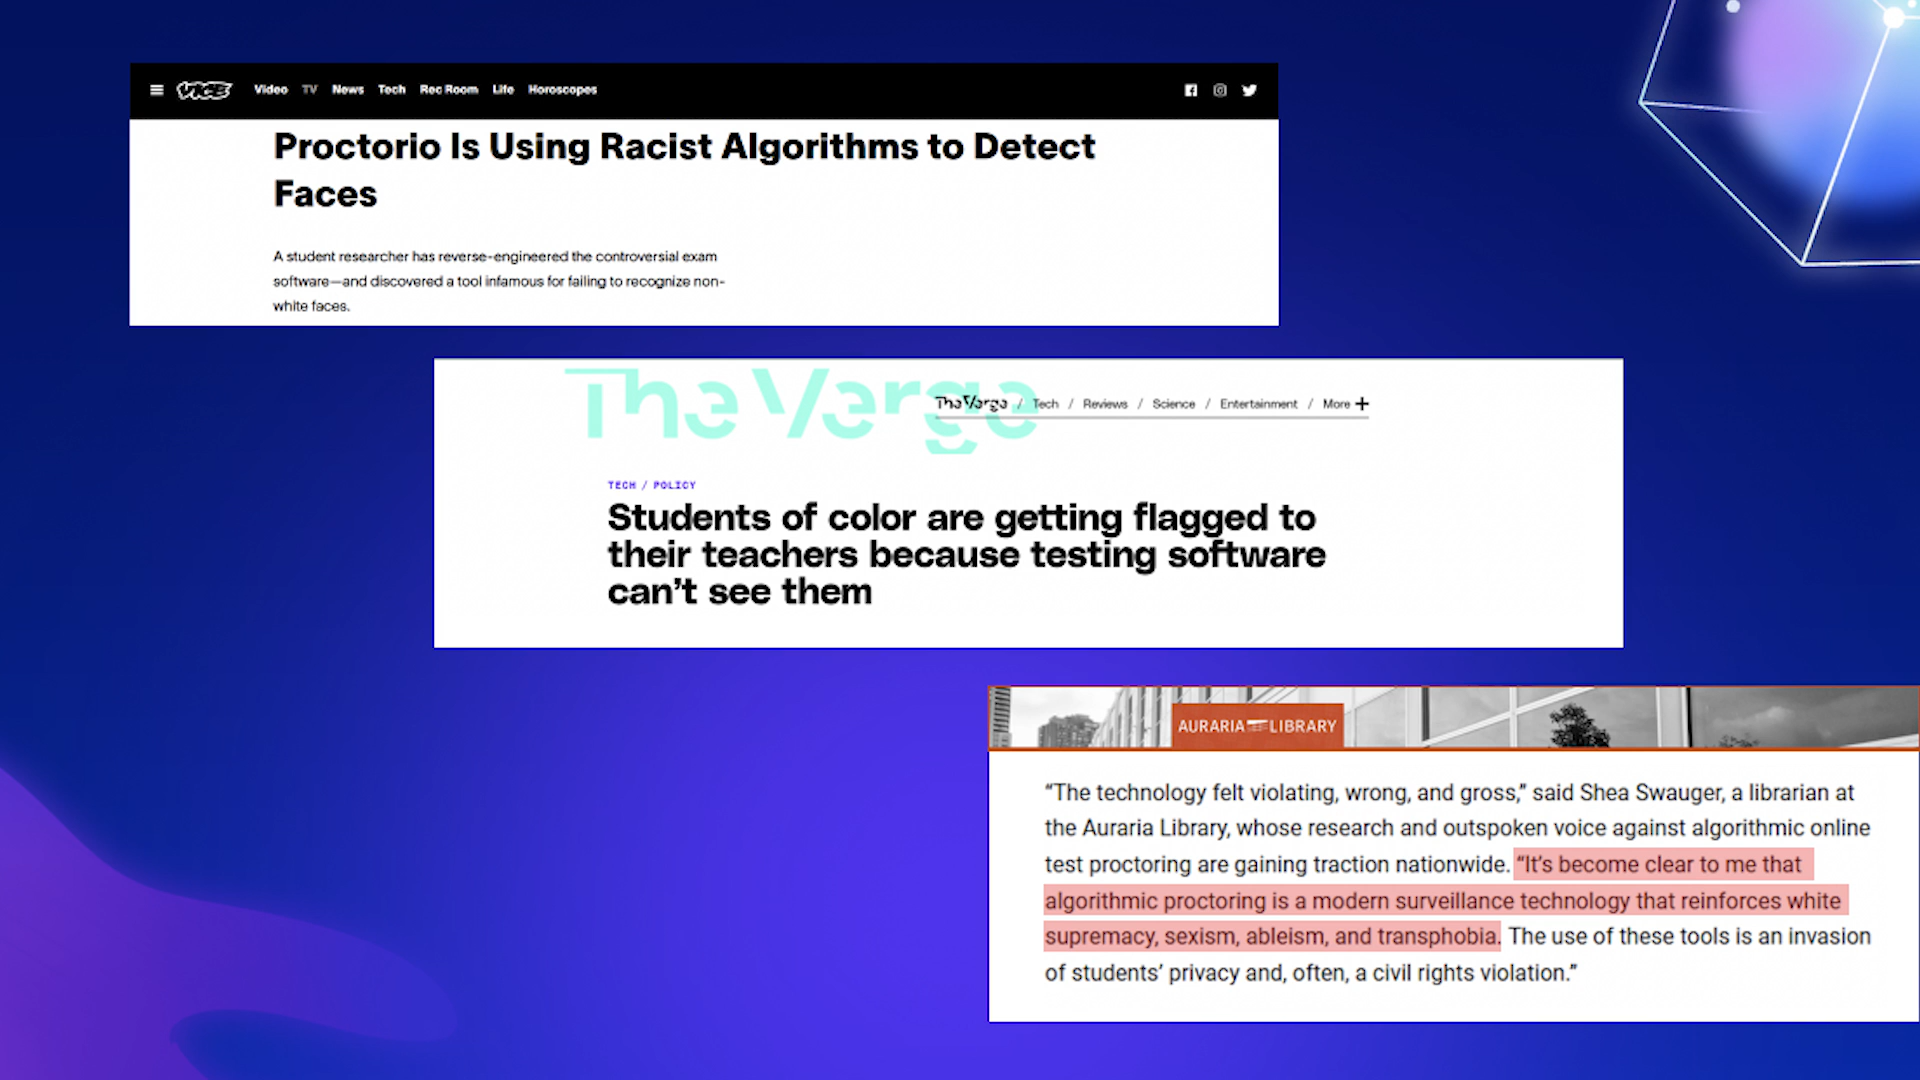 VICE Video TV News Tech Rec Room Life Horoscopes
Proctorio Is Using Racist Algorithms to Detect
Faces
A student researcher has reverse-engineered the controversial exam
software—and discovered a tool infamous for failing to recognize non-
white faces.
The Verge
The Verge / Tech / Reviews / Science / Entertainment / More +
TECH / POLICY
Students of color are getting flagged to
their teachers because testing software
can’t see them
AURARIA LIBRARY
“The technology felt violating, wrong, and gross,” said Shea Swauger, a librarian at
the Auraria Library, whose research and outspoken voice against algorithmic online
test proctoring are gaining traction nationwide. “It’s become clear to me that
algorithmic proctoring is a modern surveillance technology that reinforces white
supremacy, sexism, ableism, and transphobia. The use of these tools is an invasion
of students’ privacy and, often, a civil rights violation.”